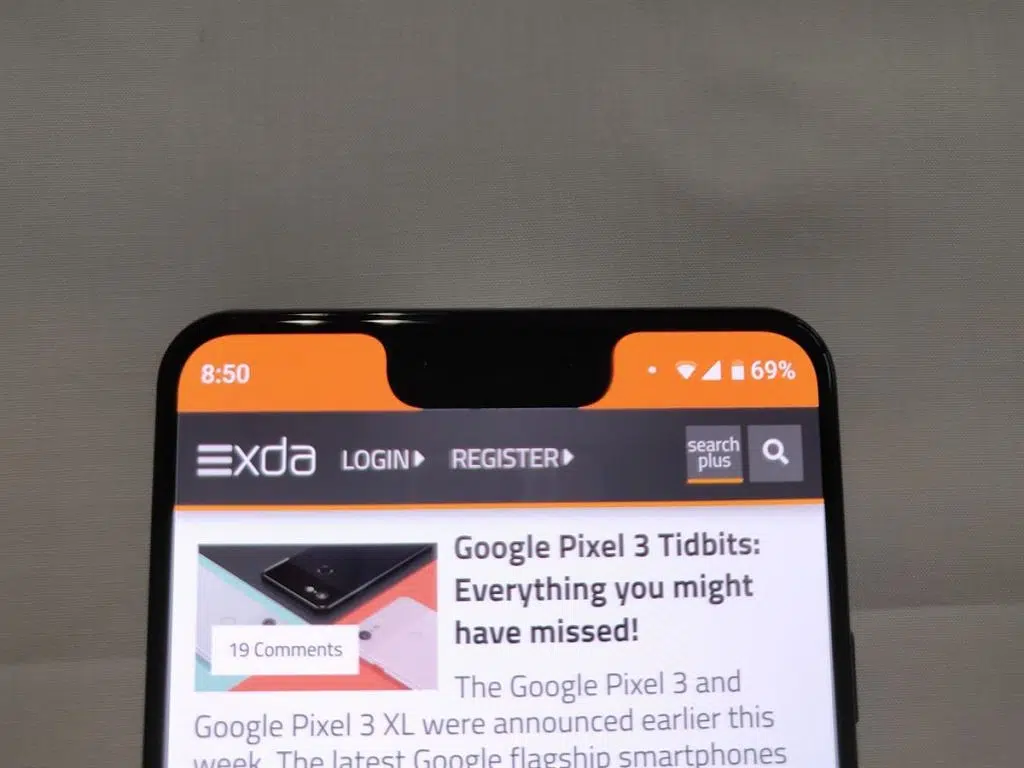 8:50 69%
xda LOGIN REGISTER search plus
Google Pixel 3 Tidbits:
Everything you might
have missed!
19 Comments
The Google Pixel 3 and
Google Pixel 3 XL were announced earlier this
week. The latest Google flagship smartphones